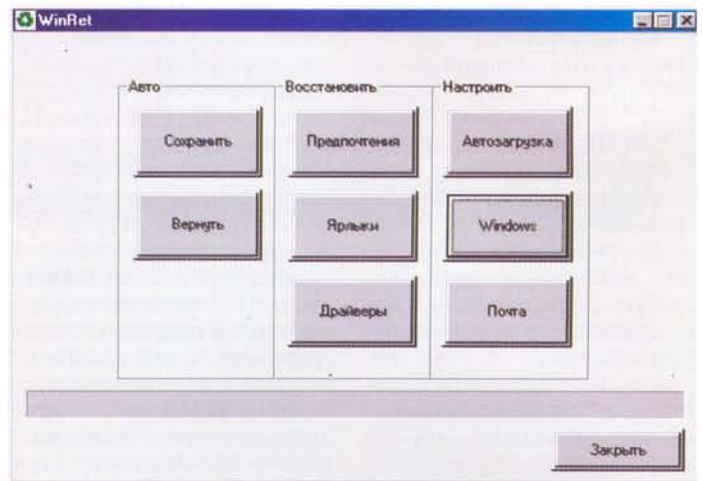 WinRet
Авто
Восстановить
Настроить
Сохранить
Предпочтения
Автозагрузка
Вернуть
Ярлыки
Windows
Драйверы
Почта
Закрыть